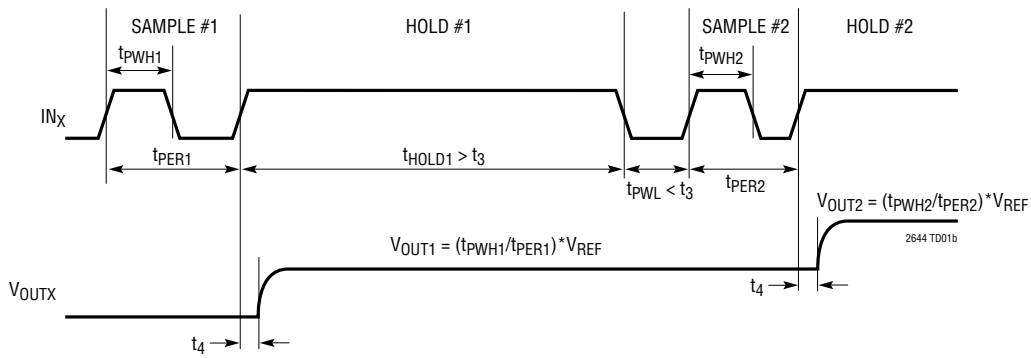 SAMPLE #1 HOLD #1 SAMPLE #2 HOLD #2
tPWH1 tPWH2
INX
tPER1 tHOLD1 > t3 tPWL < t3 tPER2
VOUT2 = (tPWH2/tPER2)*VREF
2644 TD01b
VOUT1 = (tPWH1/tPER1)*VREF
VOUTX
t4
t4